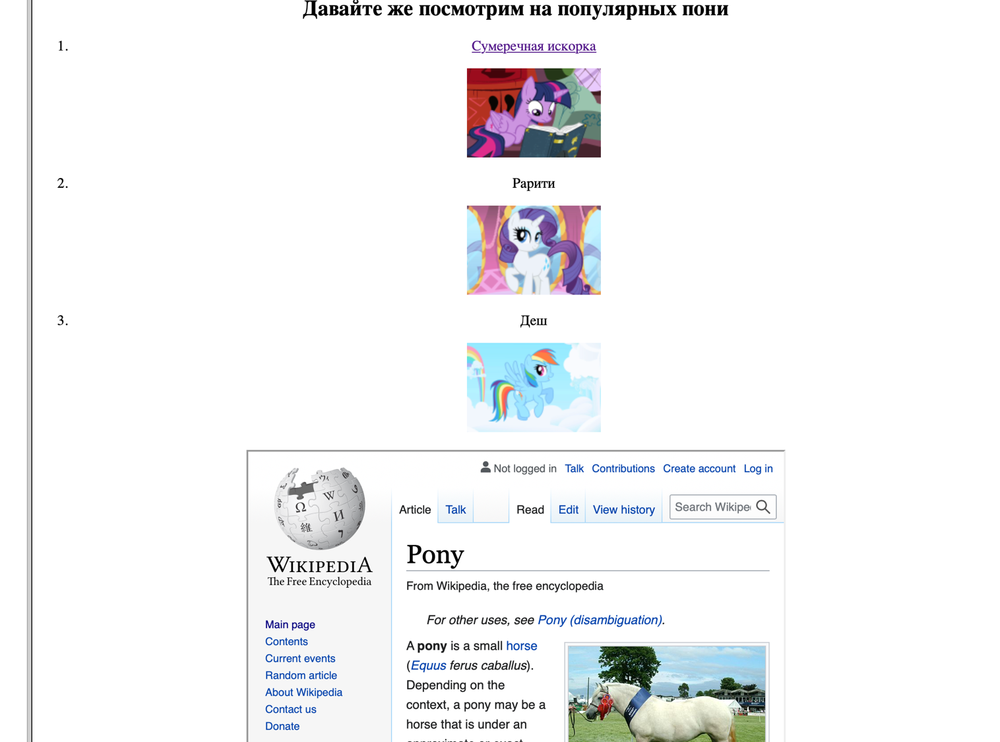 Давайте же посмотрим на популярных пони
1. Сумеречная искорка
2. Рарити
3. Деш
Not logged in Talk Contributions Create account Log in
Article Talk Read Edit View history Search Wikipe
Ω W И 維 ウィ 7
WIKIPEDIA
The Free Encyclopedia
Main page
Contents
Current events
Random article
About Wikipedia
Contact us
Donate
Pony
From Wikipedia, the free encyclopedia
For other uses, see Pony (disambiguation).
A pony is a small horse
(Equus ferus caballus).
Depending on the
context, a pony may be a
horse that is under an